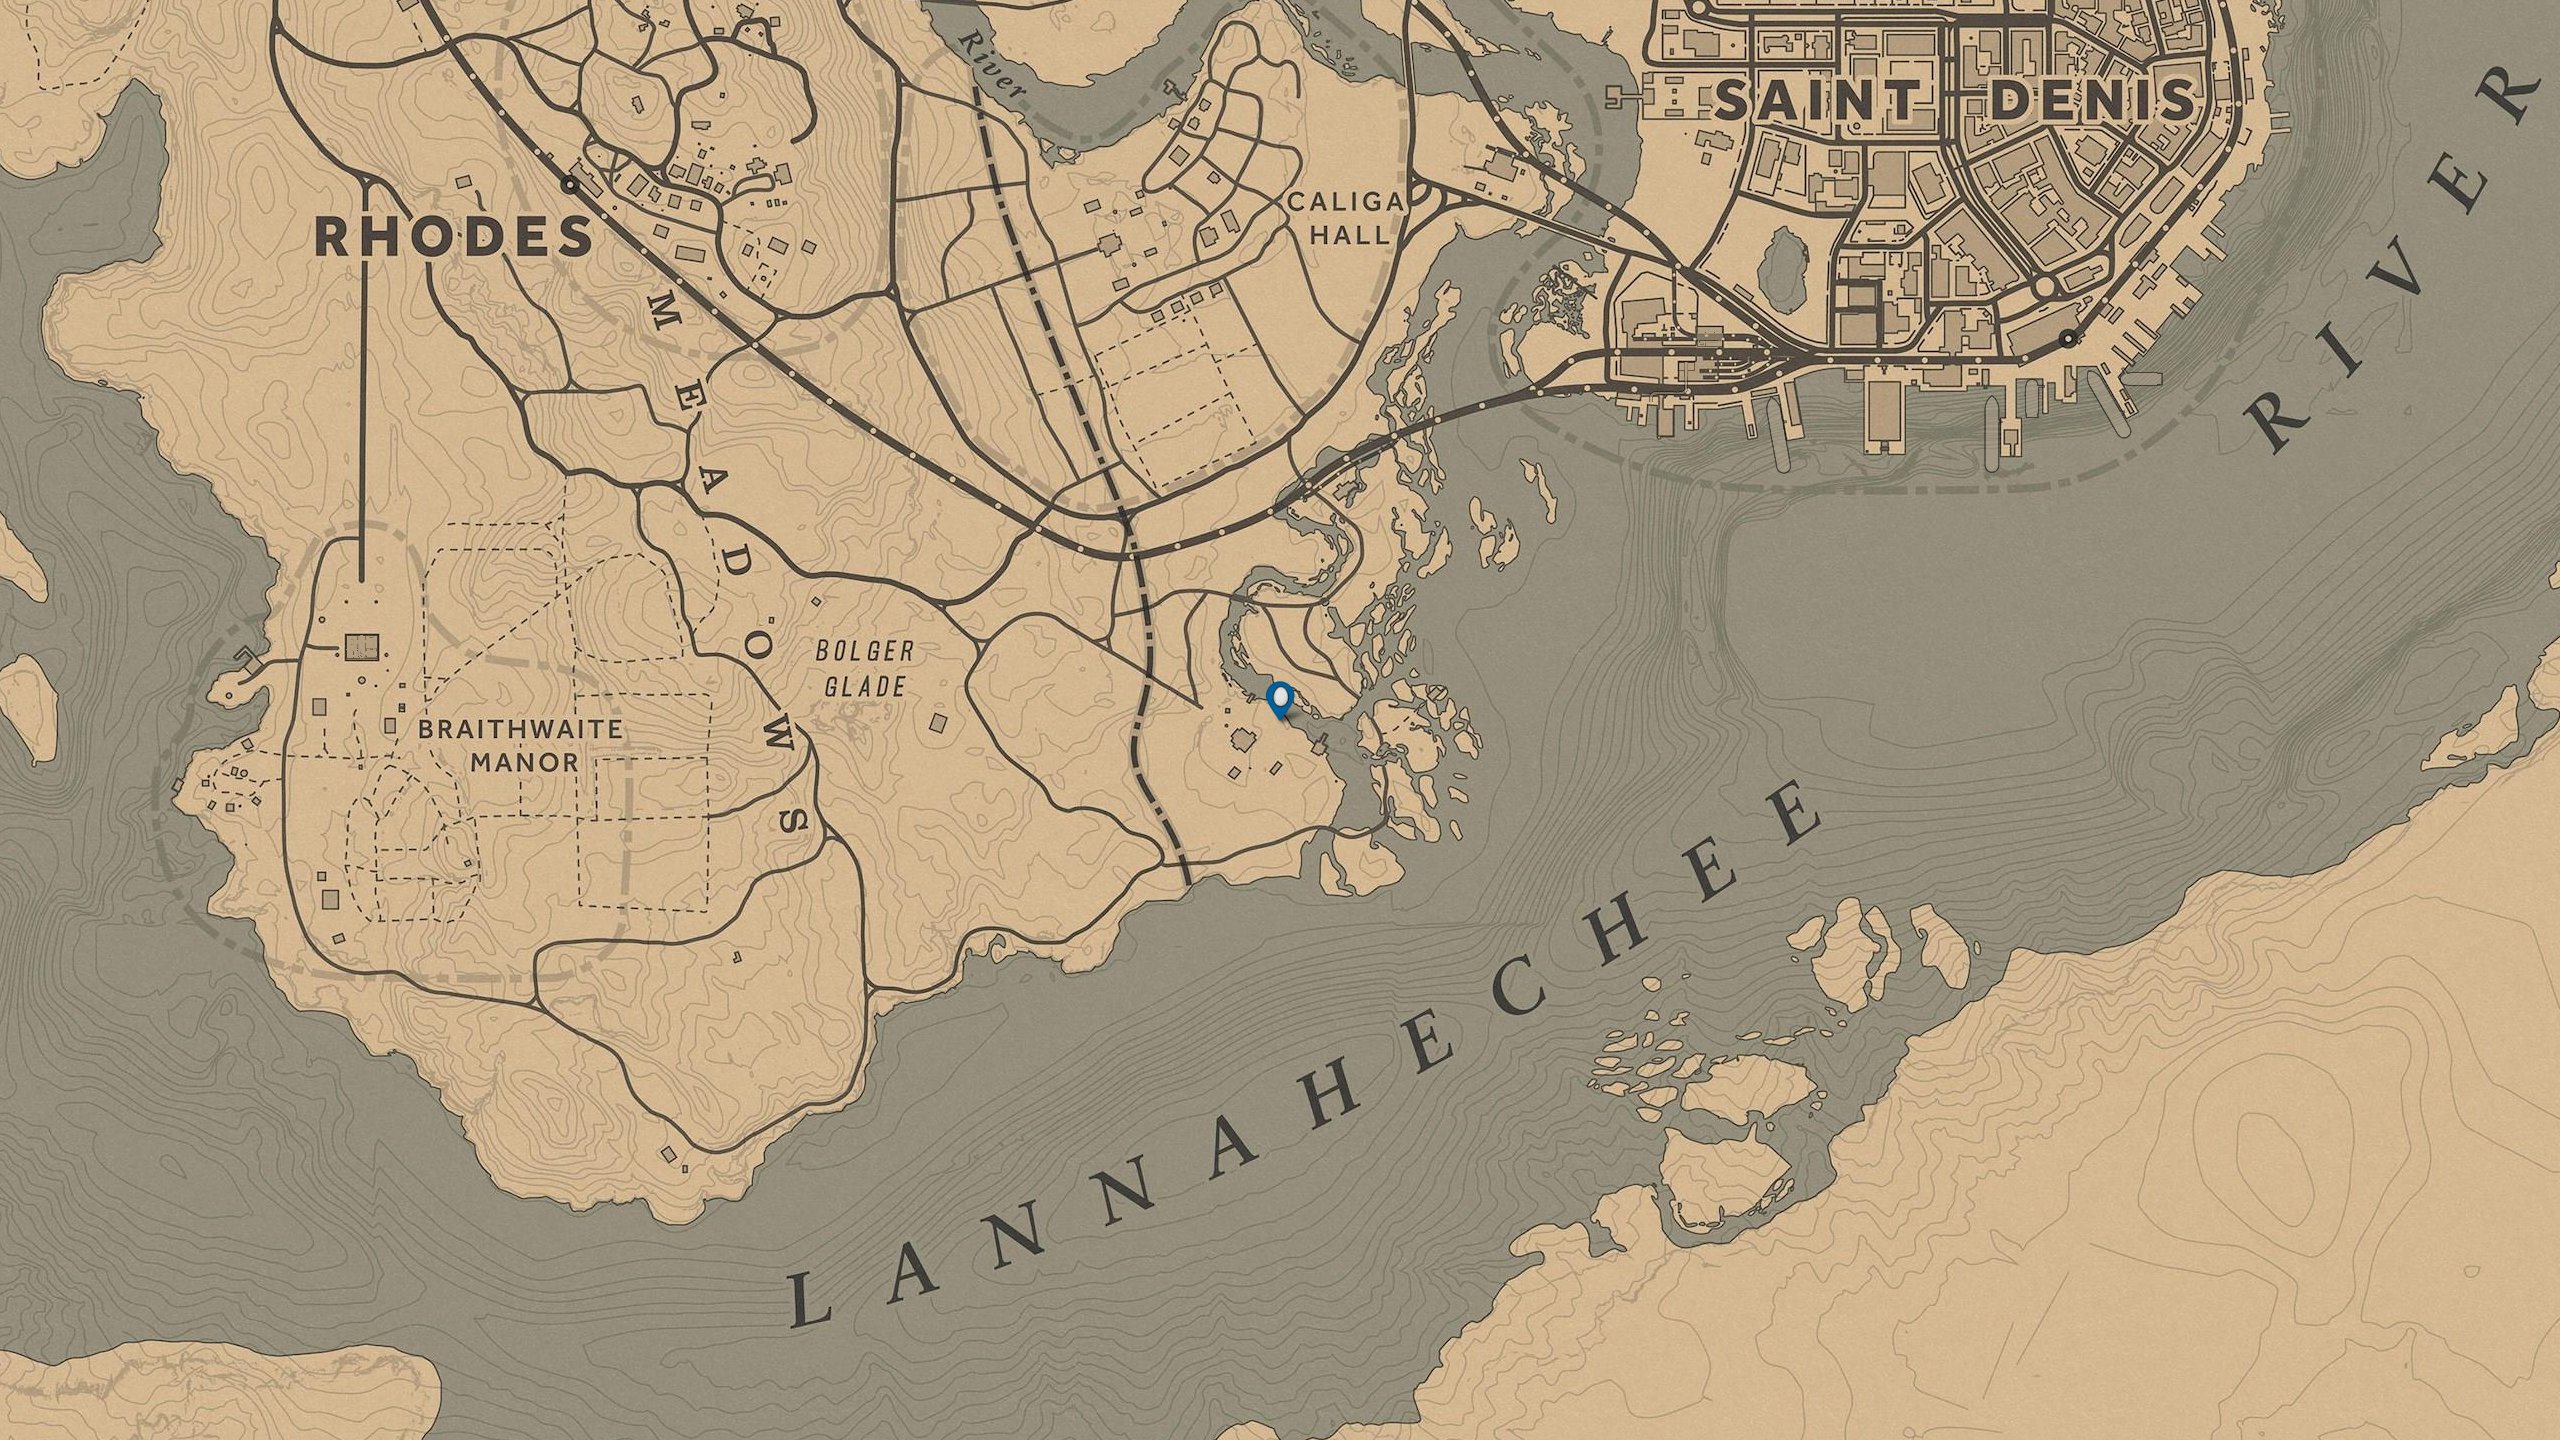 River
SAINT DENIS
RHODES
CALIGA
HALL
MEADOWS
BOLGER
GLADE
BRAITHWAITE
MANOR
LANNAHECHEE RIVER